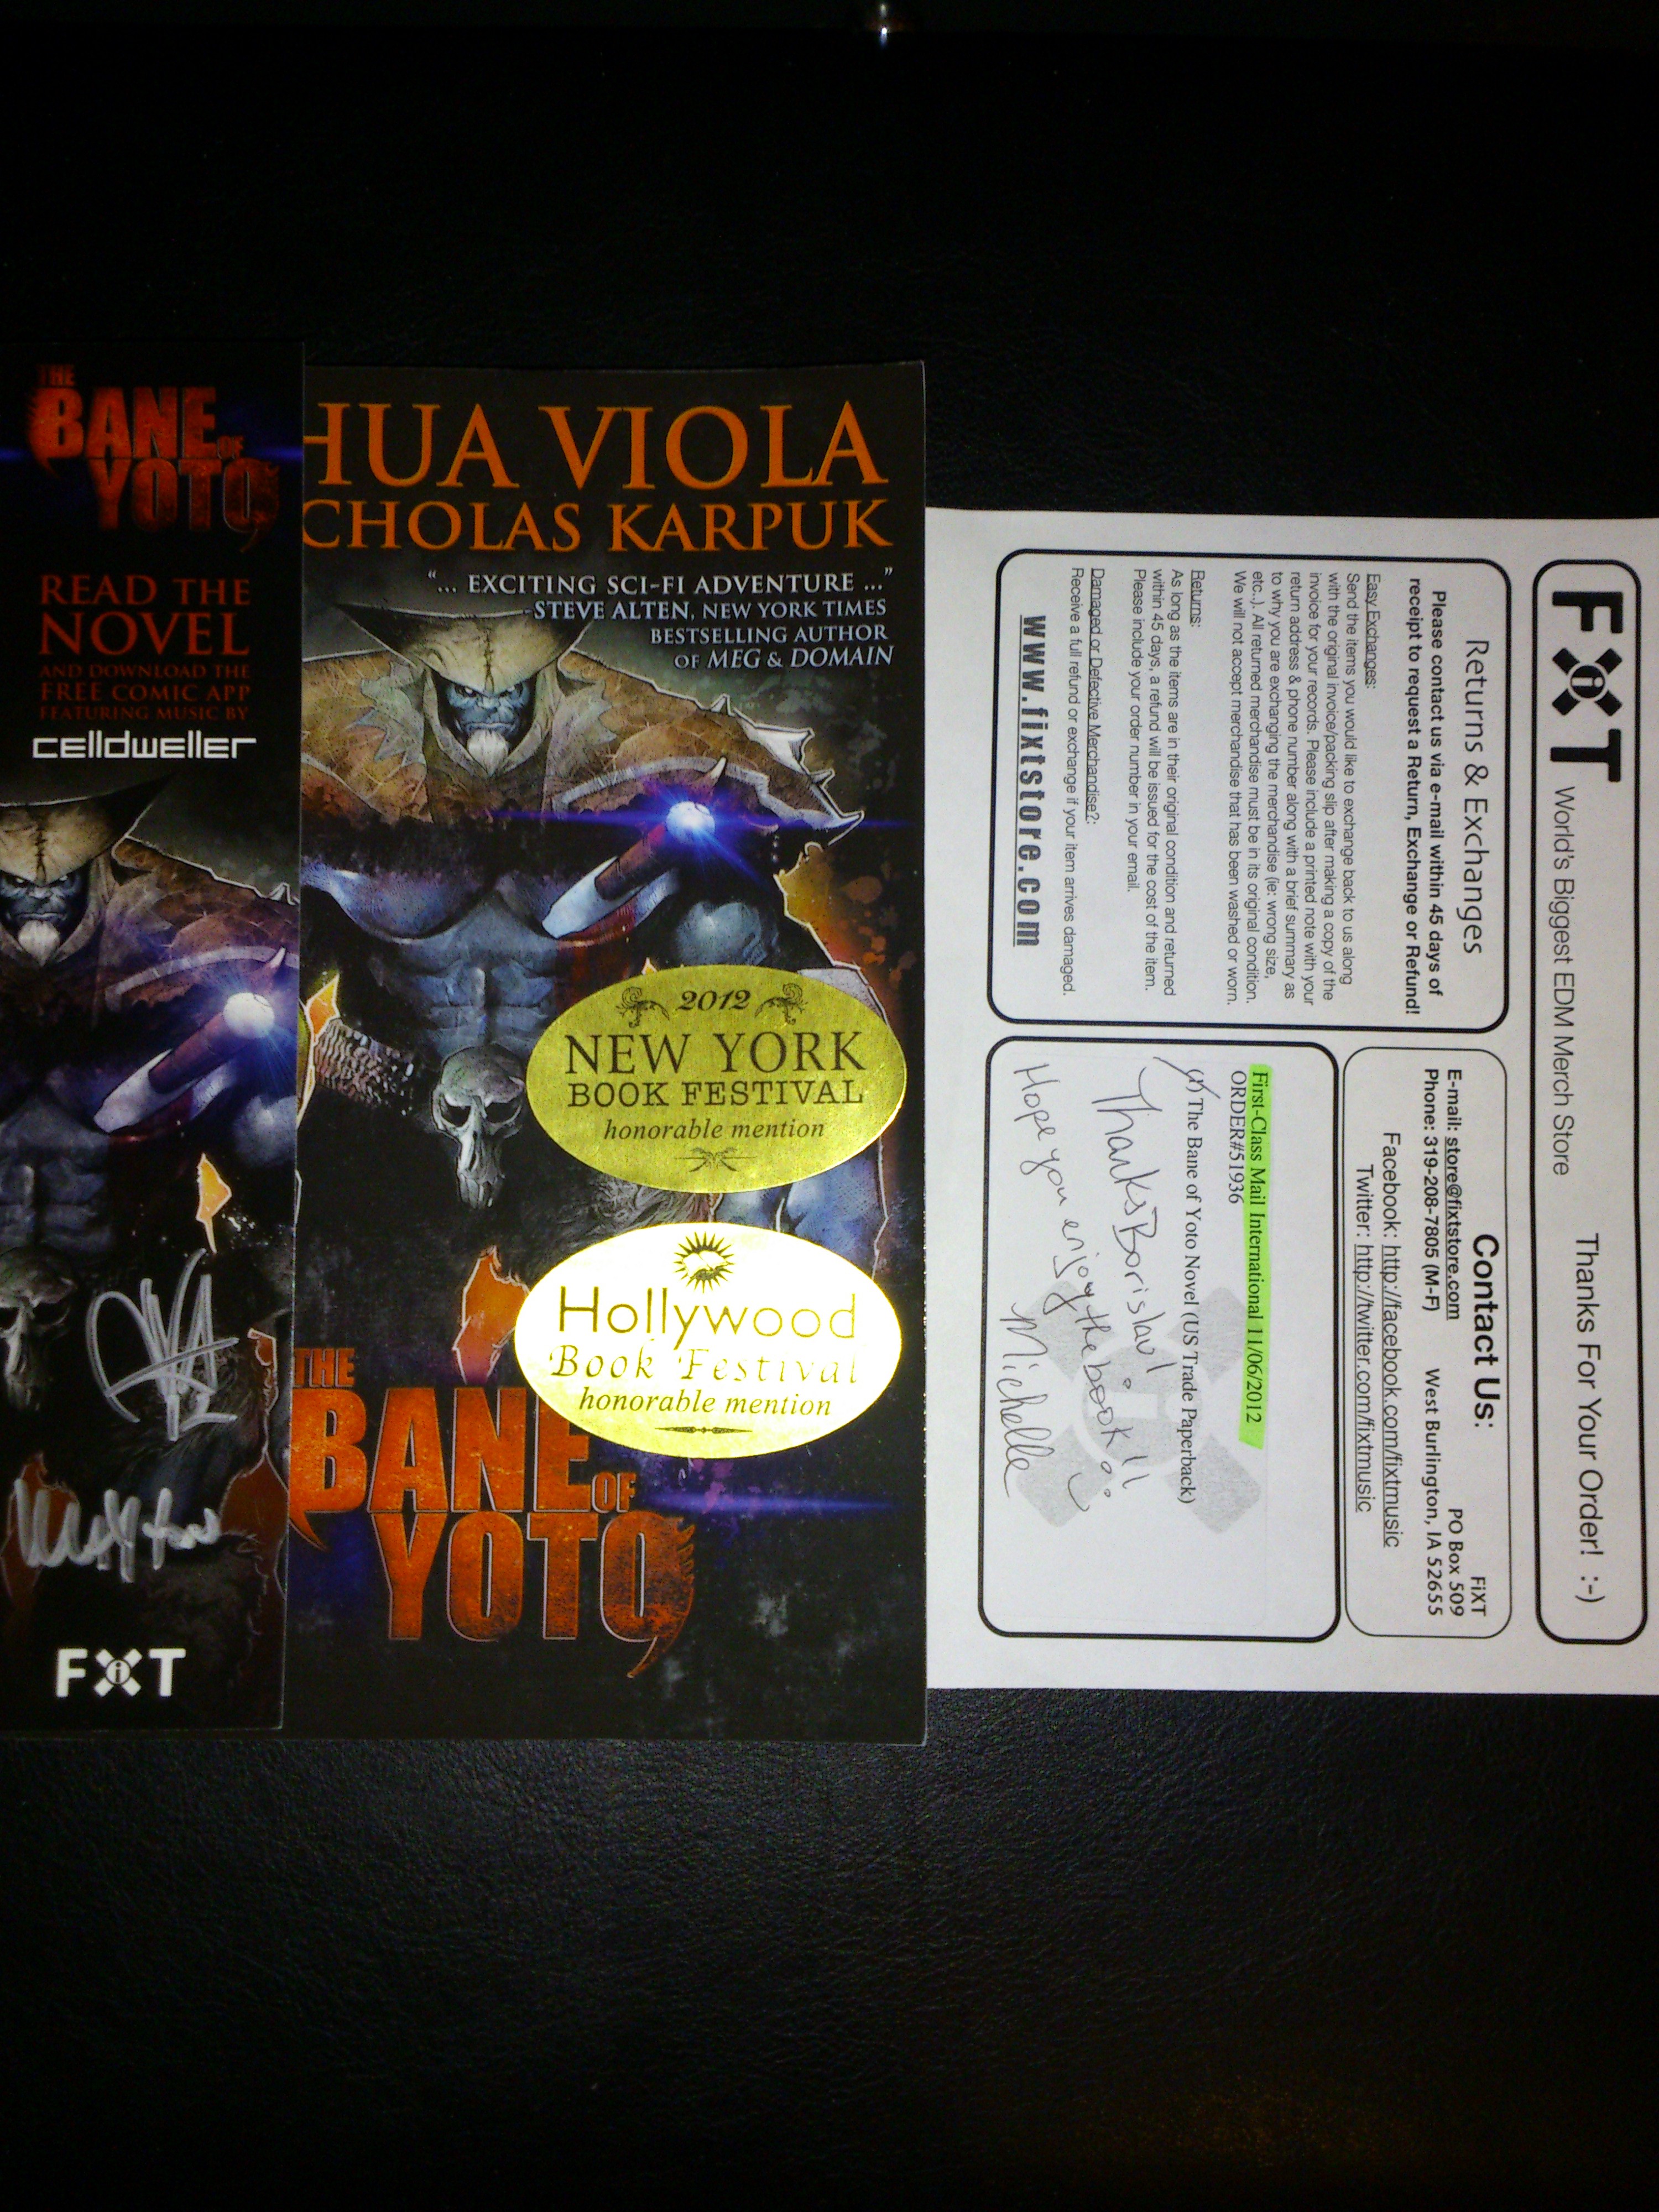 THE
BANE OF
YOTO
READ THE
NOVEL
AND DOWNLOAD THE
FREE COMIC APP
FEATURING MUSIC BY
celldweller
FiXT
HUA VIOLA
CHOLAS KARPUK
"... EXCITING SCI-FI ADVENTURE ..."
-STEVE ALTEN, NEW YORK TIMES
BESTSELLING AUTHOR
OF MEG & DOMAIN
2012
NEW YORK
BOOK FESTIVAL
honorable mention
Hollywood
Book Festival
honorable mention
THE
BANE OF
YOTO
FiXT World's Biggest EDM Merch Store Thanks For Your Order! :-)
Returns & Exchanges
Please contact us via e-mail within 45 days of
receipt to request a Return, Exchange or Refund!
Easy Exchanges:
Send the items you would like to exchange back to us along
with the original invoice/packing slip after making a copy of the
invoice for your records. Please include a printed note with your
return address & phone number along with a brief summary as
to why you are exchanging the merchandise (ie: wrong size,
etc..). All returned merchandise must be in its original condition.
We will not accept merchandise that has been washed or worn.
Returns:
As long as the items are in their original condition and returned
within 45 days, a refund will be issued for the cost of the item.
Please include your order number in your email.
Damaged or Defective Merchandise?:
Receive a full refund or exchange if your item arrives damaged.
www.fixtstore.com
Contact Us:
FiXT
E-mail: store@fixtstore.com PO Box 509
Phone: 319-208-7805 (M-F) West Burlington, IA 52655
Facebook: http://facebook.com/fixtmusic
Twitter: http://twitter.com/fixtmusic
First-Class Mail International 11/06/2012
ORDER#51936
(1) The Bane of Yoto Novel (US Trade Paperback)
Thanks Borislav!
Hope you enjoy the book!!
Michelle